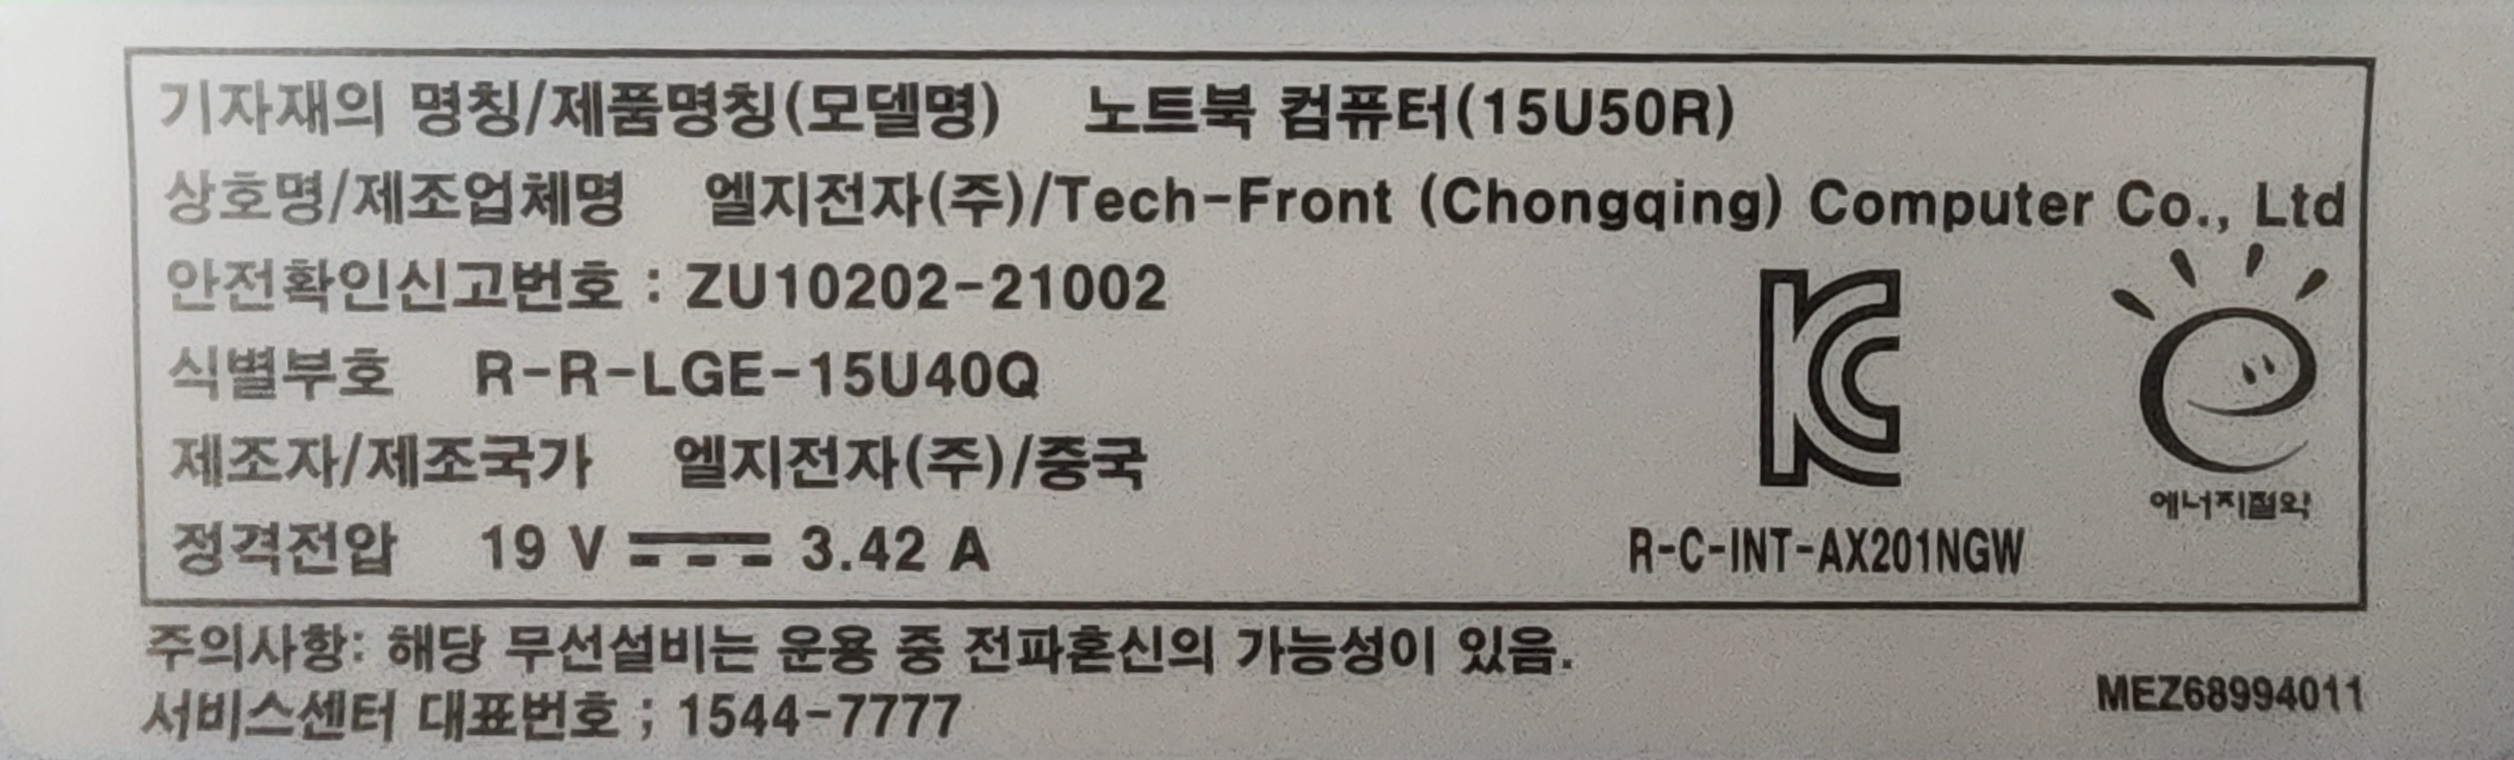 기자재의 명칭/제품명칭(모델명) 노트북 컴퓨터(15U50R)
상호명/제조업체명 엘지전자(주)/Tech-Front (Chongqing) Computer Co., Ltd
안전확인신고번호 : ZU10202-21002
식별부호 R-R-LGE-15U40Q
제조자/제조국가 엘지전자(주)/중국
정격전압 19 V ⎓ 3.42 A
KC
에너지절약
R-C-INT-AX201NGW
주의사항: 해당 무선설비는 운용 중 전파혼신의 가능성이 있음.
서비스센터 대표번호 ; 1544-7777
MEZ68994011